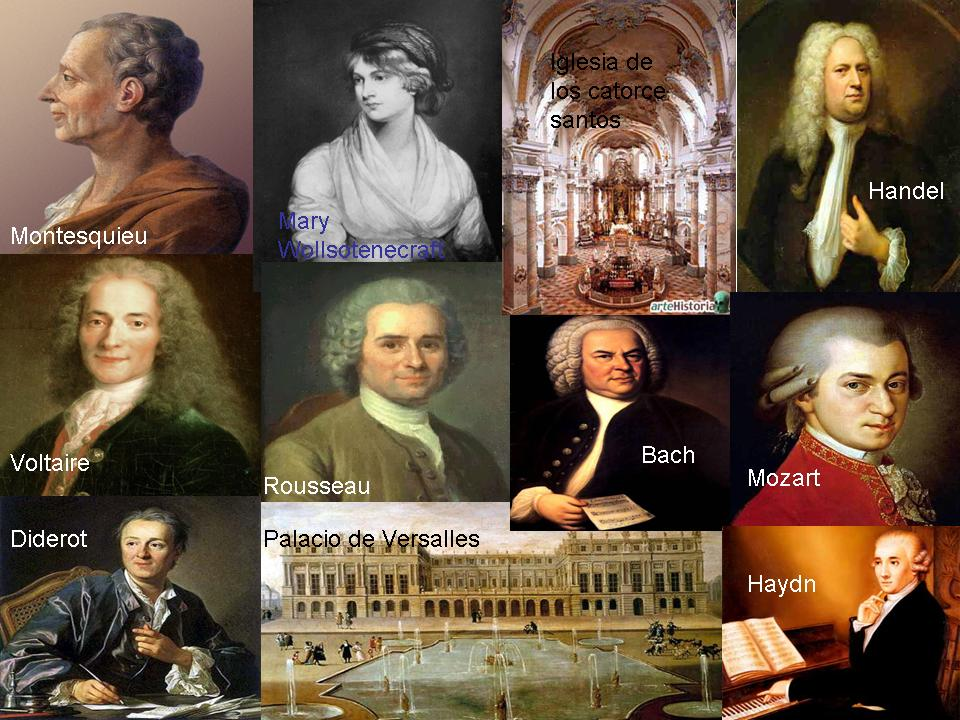 Montesquieu
Mary
Wollsotenecraft
Iglesia de
los catorce
santos
arteHistoria
Handel
Voltaire
Rousseau
Bach
Mozart
Diderot
Palacio de Versalles
Haydn